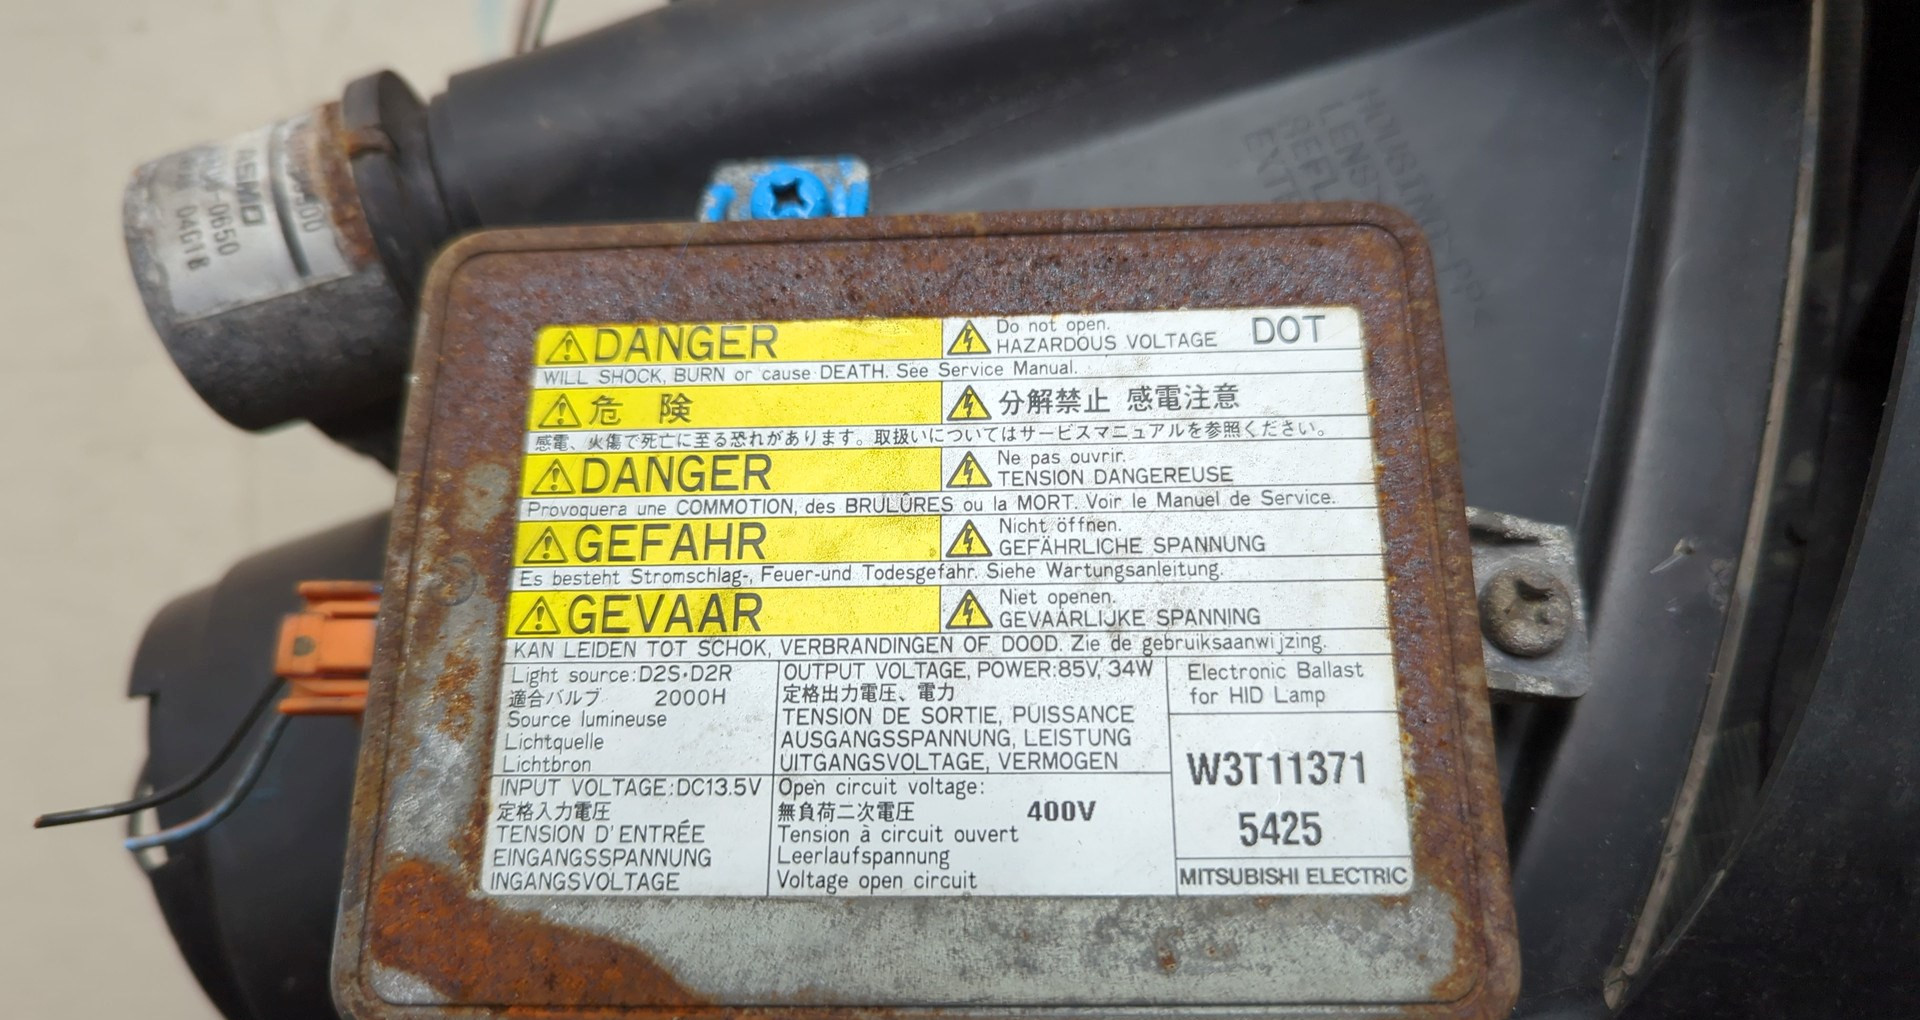 DANGER
Do not open.
HAZARDOUS VOLTAGE
DOT
WILL SHOCK, BURN or cause DEATH. See Service Manual.
危 険
分解禁止 感電注意
感電、火傷で死亡に至る恐れがあります。取扱いについてはサービスマニュアルを参照ください。
DANGER
Ne pas ouvrir.
TENSION DANGEREUSE
Provoquera une COMMOTION, des BRULÛRES ou la MORT. Voir le Manuel de Service.
GEFAHR
Nicht öffnen.
GEFÄHRLICHE SPANNUNG
Es besteht Stromschlag-, Feuer-und Todesgefahr. Siehe Wartungsanleitung.
GEVAAR
Niet openen.
GEVAARLIJKE SPANNING
KAN LEIDEN TOT SCHOK, VERBRANDINGEN OF DOOD. Zie de gebruiksaanwijzing.
Light source:D2S・D2R
適合バルブ 2000H
Source lumineuse
Lichtquelle
Lichtbron
OUTPUT VOLTAGE, POWER:85V, 34W
定格出力電圧、電力
TENSION DE SORTIE, PUISSANCE
AUSGANGSSPANNUNG, LEISTUNG
UITGANGSVOLTAGE, VERMOGEN
Electronic Ballast
for HID Lamp
INPUT VOLTAGE:DC13.5V
定格入力電圧
TENSION D'ENTRÉE
EINGANGSSPANNUNG
INGANGSVOLTAGE
Open circuit voltage:
無負荷二次電圧 400V
Tension à circuit ouvert
Leerlaufspannung
Voltage open circuit
W3T11371
5425
MITSUBISHI ELECTRIC
0650
04G18
HOUSING
LENS